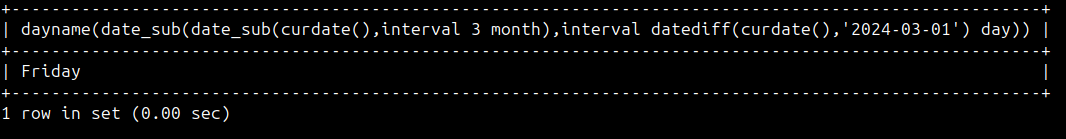 +-------------------------------------------------------------------------------------------------------+
| dayname(date_sub(date_sub(curdate(),interval 3 month),interval datediff(curdate(),'2024-03-01') day)) |
+-------------------------------------------------------------------------------------------------------+
| Friday                                                                                                |
+-------------------------------------------------------------------------------------------------------+
1 row in set (0.00 sec)